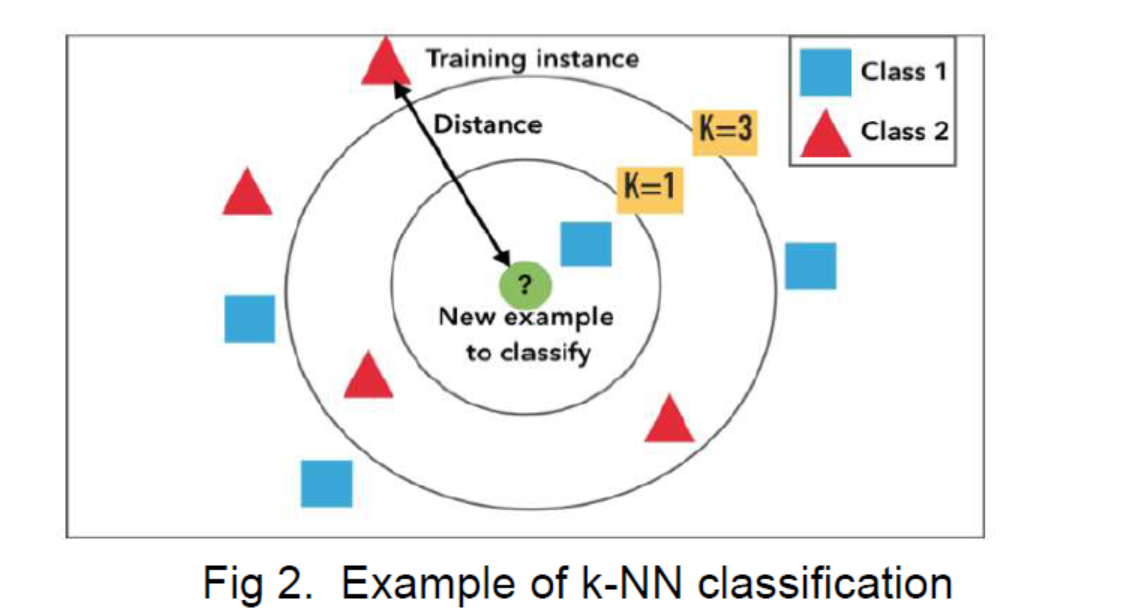 Training instance
Class 1
Distance
K=3
Class 2
K=1
?
New example
to classify
Fig 2. Example of k-NN classification